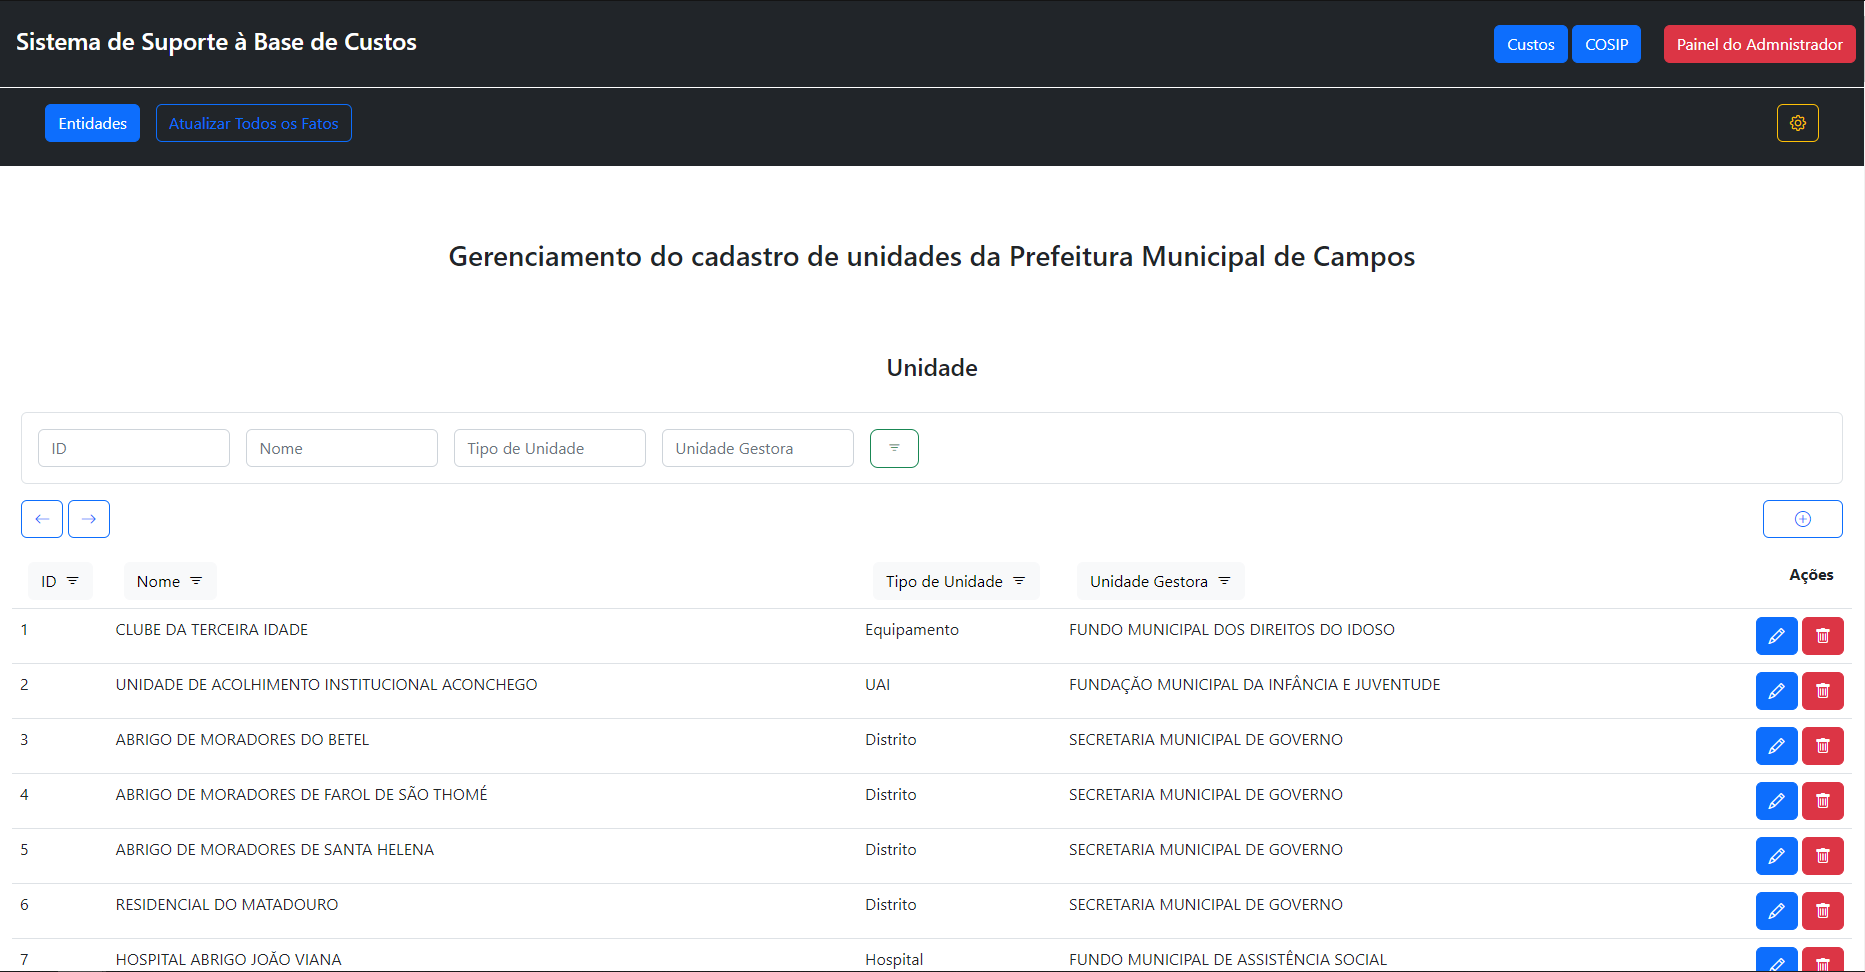 Sistema de Suporte à Base de Custos
Custos
COSIP
Painel do Admnistrador
Entidades
Atualizar Todos os Fatos
Gerenciamento do cadastro de unidades da Prefeitura Municipal de Campos
Unidade
ID
Nome
Tipo de Unidade
Unidade Gestora
ID
Nome
Tipo de Unidade
Unidade Gestora
Ações
1 CLUBE DA TERCEIRA IDADE Equipamento FUNDO MUNICIPAL DOS DIREITOS DO IDOSO
2 UNIDADE DE ACOLHIMENTO INSTITUCIONAL ACONCHEGO UAI FUNDAÇÃO MUNICIPAL DA INFÂNCIA E JUVENTUDE
3 ABRIGO DE MORADORES DO BETEL Distrito SECRETARIA MUNICIPAL DE GOVERNO
4 ABRIGO DE MORADORES DE FAROL DE SÃO THOMÉ Distrito SECRETARIA MUNICIPAL DE GOVERNO
5 ABRIGO DE MORADORES DE SANTA HELENA Distrito SECRETARIA MUNICIPAL DE GOVERNO
6 RESIDENCIAL DO MATADOURO Distrito SECRETARIA MUNICIPAL DE GOVERNO
7 HOSPITAL ABRIGO JOÃO VIANA Hospital FUNDO MUNICIPAL DE ASSISTÊNCIA SOCIAL